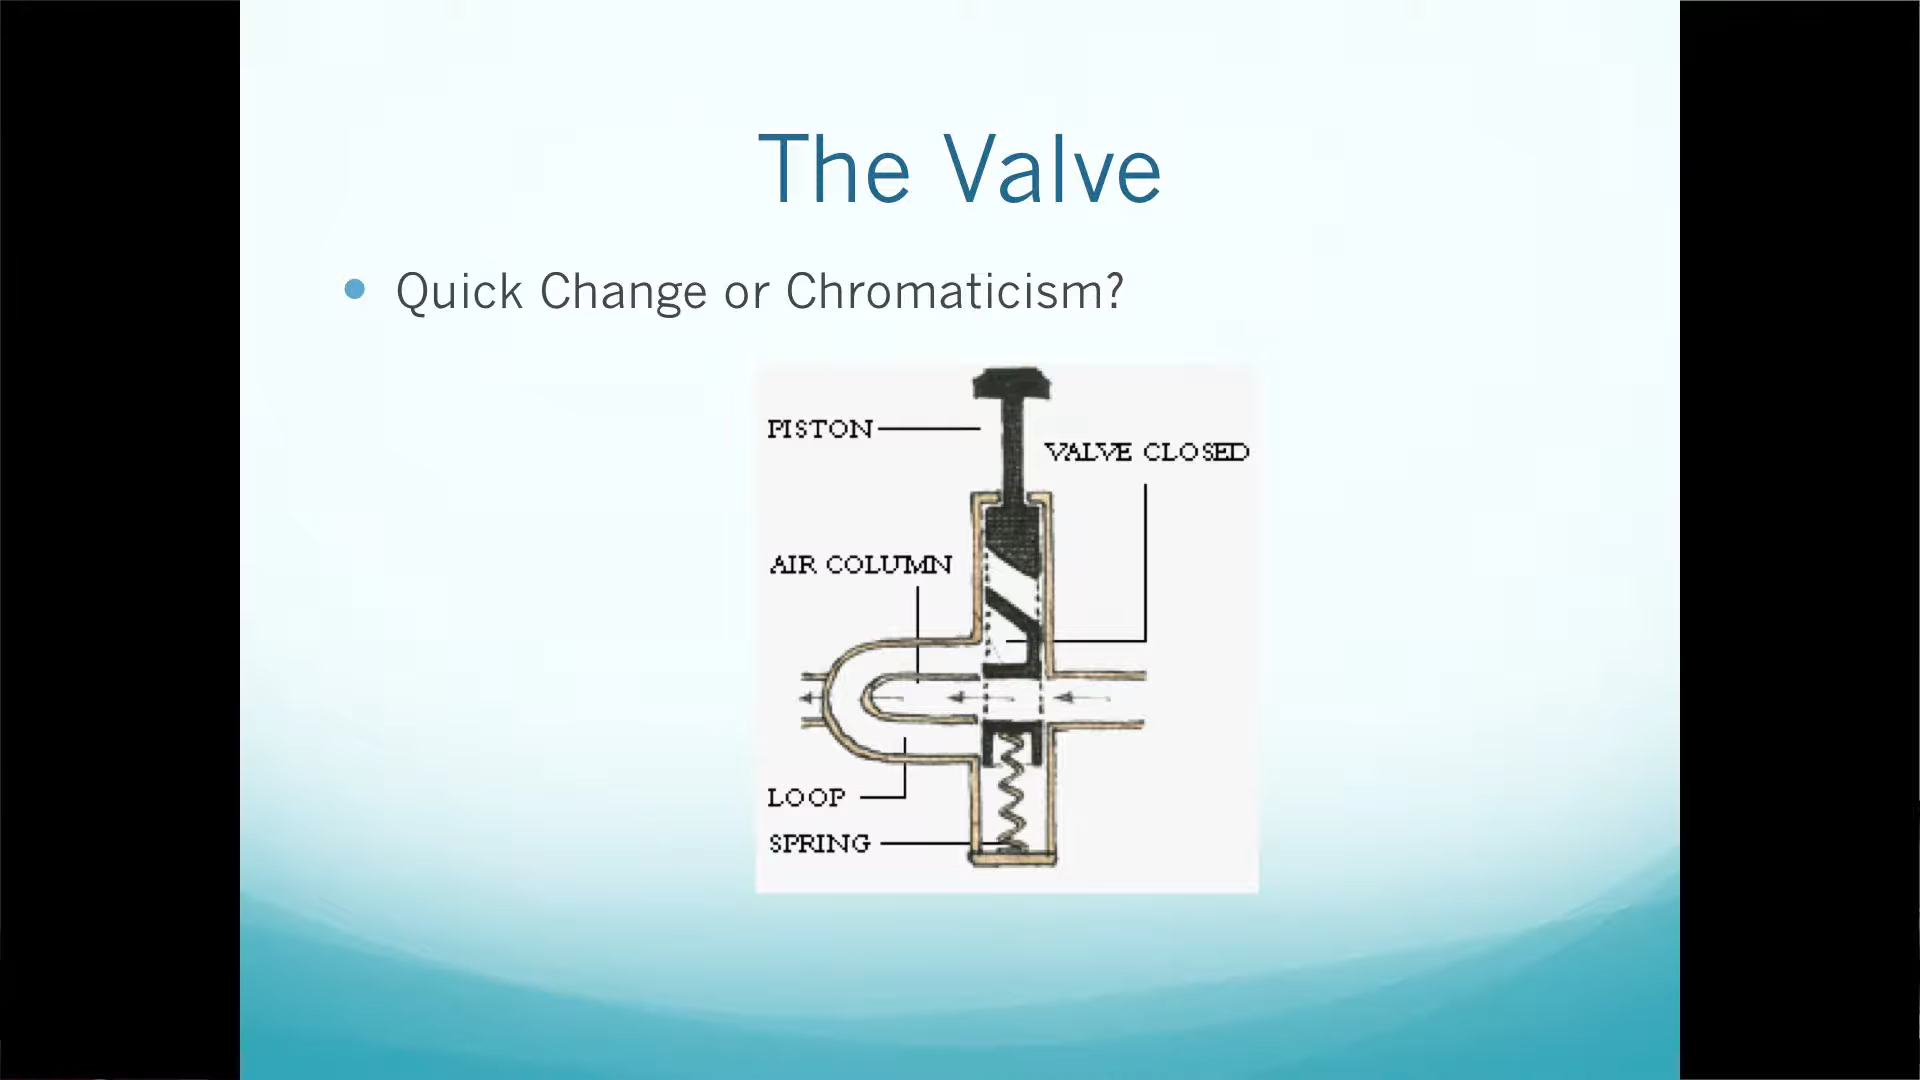 The Valve
Quick Change or Chromaticism?
PISTON
VALVE CLOSED
AIR COLUMN
LOOP
SPRING